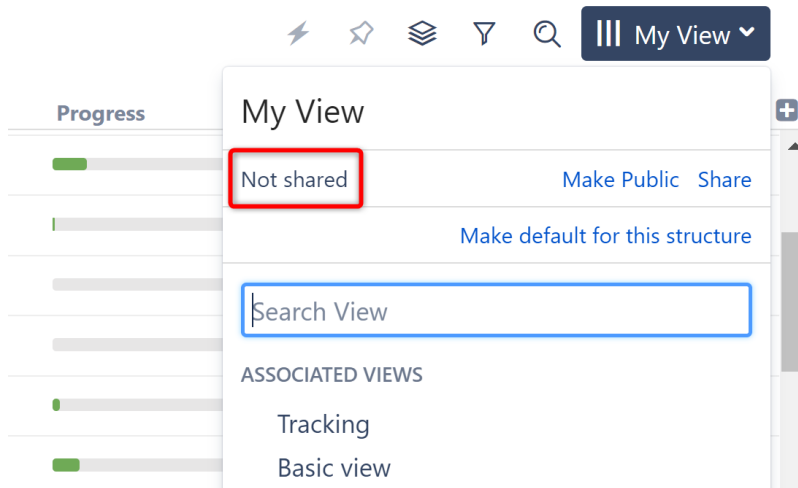 My View
Progress
My View
Not shared Make Public Share
Make default for this structure
Search View
ASSOCIATED VIEWS
Tracking
Basic view